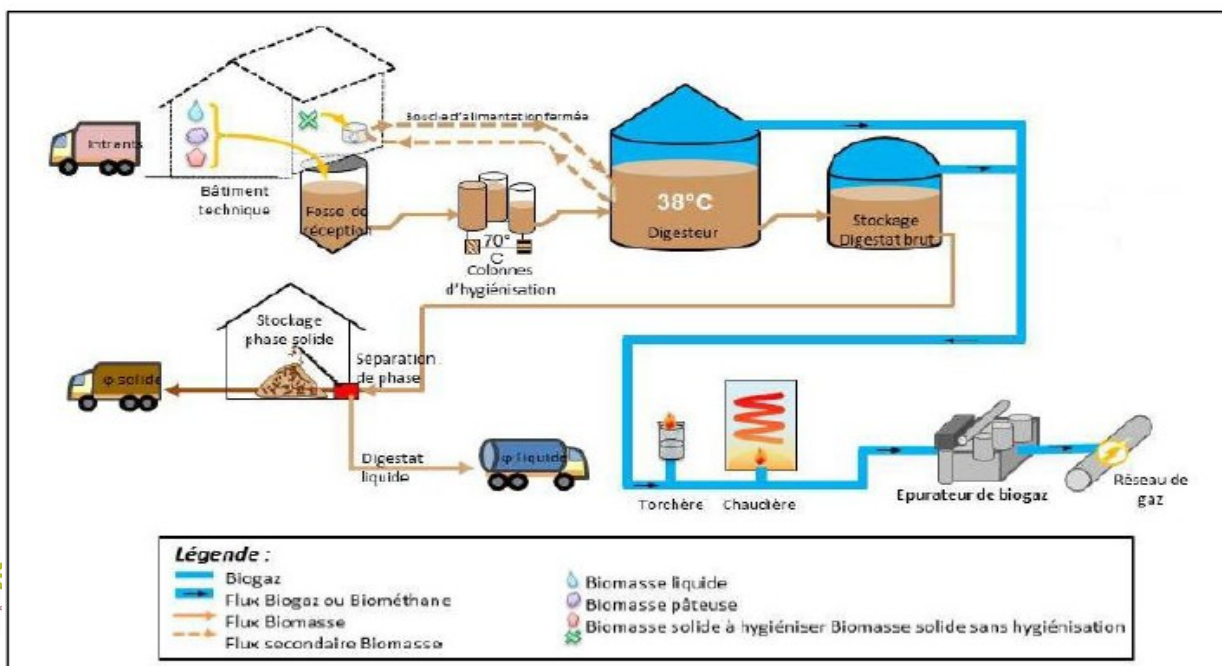 Intrants
Bâtiment
technique
Boucle d'alimentation fermée
Fosse de
réception
70°
C
Colonnes
d'hygiénisation
38°C
Digesteur
Stockage
Digestat brut
Stockage
phase solide
Séparation
de phase
φ solide
Digestat
liquide
φ liquide
Torchère
Chaudière
Epurateur de biogaz
Réseau de
gaz
Légende :
Biogaz
Flux Biogaz ou Biométhane
Flux Biomasse
Flux secondaire Biomasse
Biomasse liquide
Biomasse pâteuse
Biomasse solide à hygiéniser Biomasse solide sans hygiénisation